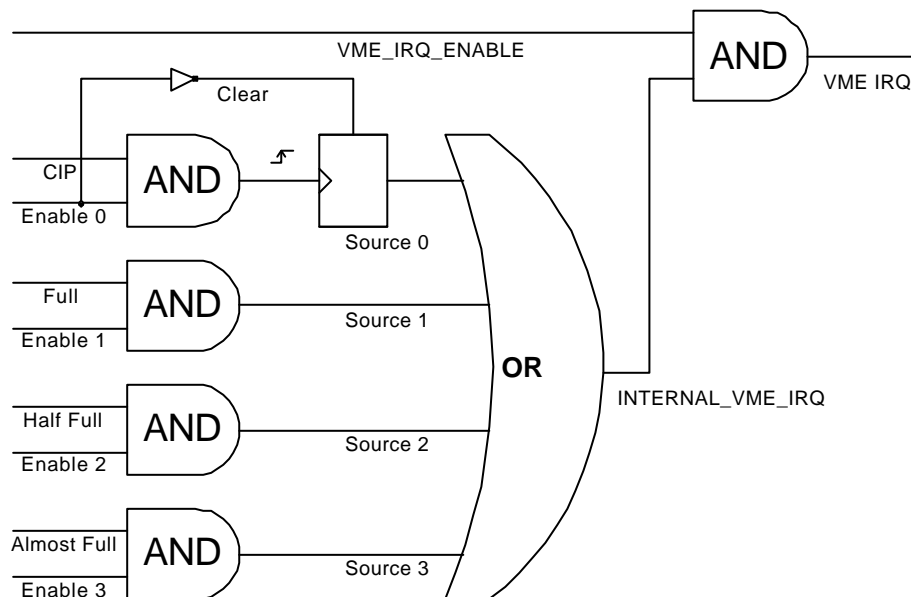 VME_IRQ_ENABLE
AND
VME IRQ
Clear
CIP
AND
Enable 0
Source 0
Full
AND
Enable 1
Source 1
OR
INTERNAL_VME_IRQ
Half Full
AND
Enable 2
Source 2
Almost Full
AND
Enable 3
Source 3